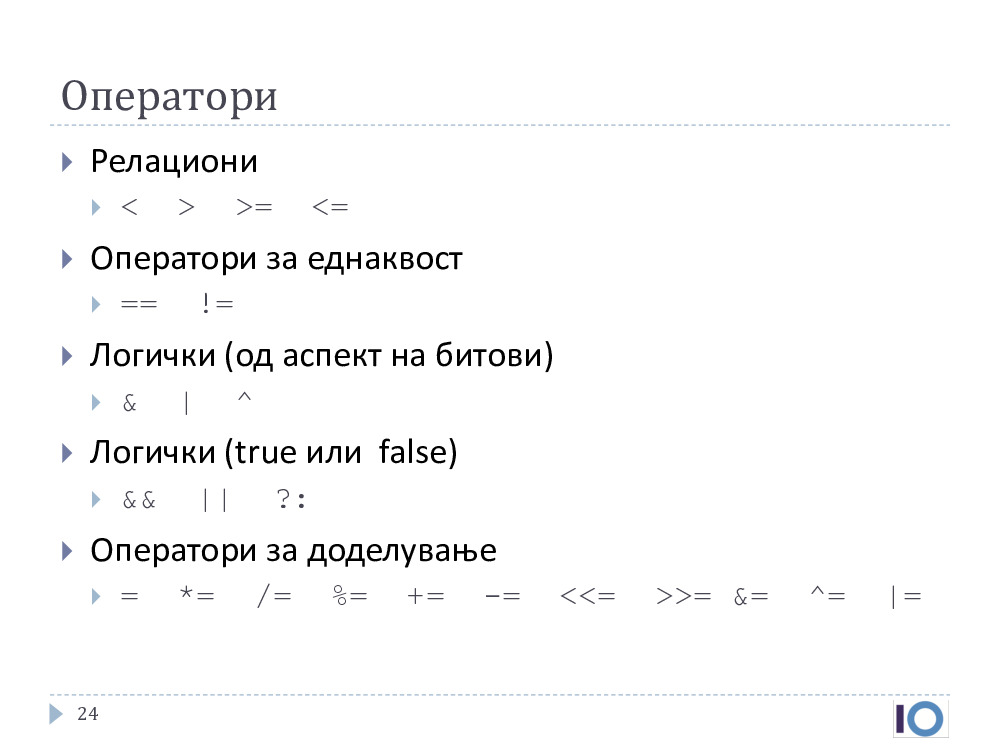 Оператори
Релациони
< > >= <=
Оператори за еднаквост
== !=
Логички (од аспект на битови)
& | ^
Логички (true или false)
&& || ?:
Оператори за доделување
= *= /= %= += -= <<= >>= &= ^= |=
24
IO